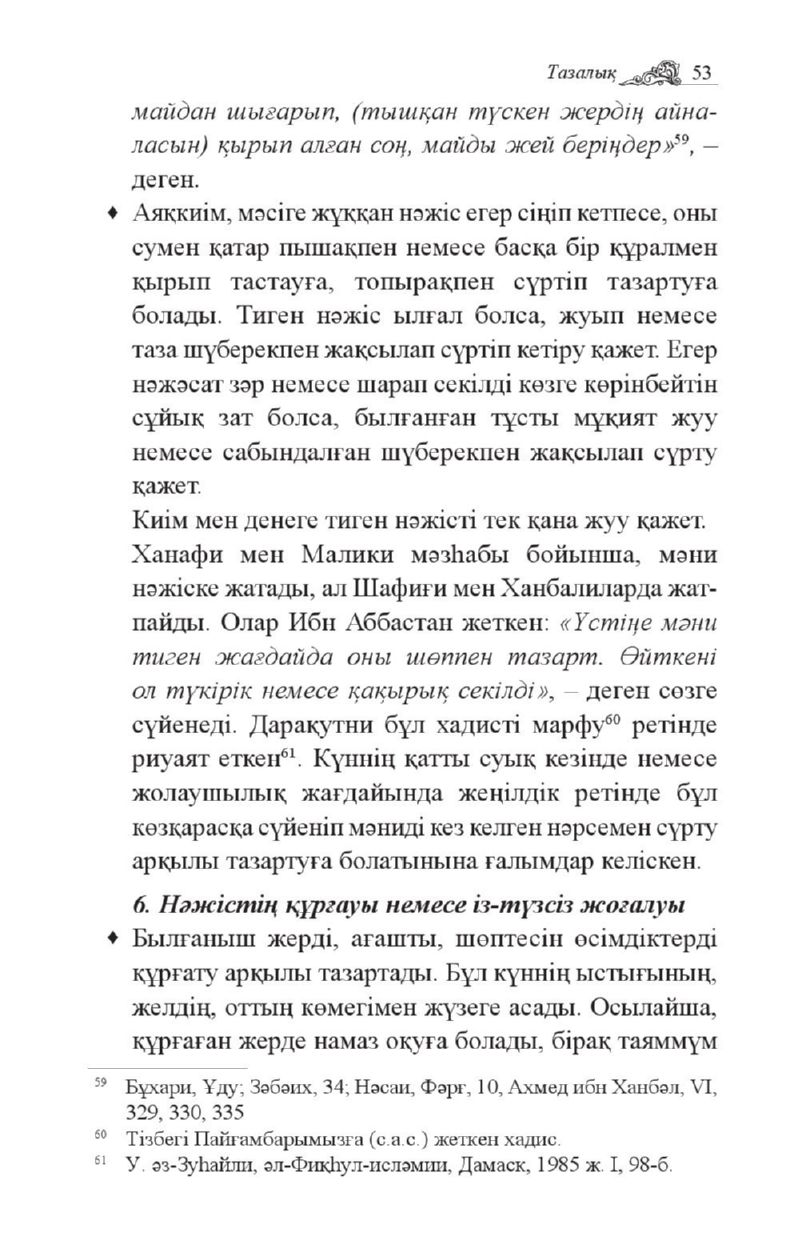 Тазалық 53
майдан шығарып, (тышқан түскен жердің айна-
ласын) қырып алған соң, майды жей беріңдер»⁵⁹, –
деген.
♦ Аяқкиім, мәсіге жұққан нәжіс егер сіңіп кетпесе, оны
сумен қатар пышақпен немесе басқа бір құралмен
қырып тастауға, топырақпен сүртіп тазартуға
болады. Тиген нәжіс ылғал болса, жуып немесе
таза шүберекпен жақсылап сүртіп кетіру қажет. Егер
нәжәсат зәр немесе шарап секілді көзге көрінбейтін
сұйық зат болса, былғанған тұсты мұқият жуу
немесе сабындалған шүберекпен жақсылап сүрту
қажет.
Киім мен денеге тиген нәжісті тек қана жуу қажет.
Ханафи мен Малики мәзһабы бойынша, мәни
нәжіске жатады, ал Шафиғи мен Ханбалиларда жат-
пайды. Олар Ибн Аббастан жеткен: «Үстіңе мәни
тиген жағдайда оны шөппен тазарт. Өйткені
ол түкірік немесе қақырық секілді», – деген сөзге
сүйенеді. Дарақутни бұл хадисті марфу⁶⁰ ретінде
риуаят еткен⁶¹. Күннің қатты суық кезінде немесе
жолаушылық жағдайында жеңілдік ретінде бұл
көзқарасқа сүйеніп мәниді кез келген нәрсемен сүрту
арқылы тазартуға болатынына ғалымдар келіскен.
6. Нәжістің құрғауы немесе із-түзсіз жоғалуы
♦ Былғаныш жерді, ағашты, шөптесін өсімдіктерді
құрғату арқылы тазартады. Бұл күннің ыстығының,
желдің, оттың көмегімен жүзеге асады. Осылайша,
құрғаған жерде намаз оқуға болады, бірақ таяммүм
⁵⁹ Бұхари, Ұду; Зәбәих, 34; Нәсаи, Фәрғ, 10, Ахмед ибн Ханбәл, VI,
329, 330, 335
⁶⁰ Тізбегі Пайғамбарымызға (с.а.с.) жеткен хадис.
⁶¹ У. әз-Зуһайли, әл-Фиқһул-исләмии, Дамаск, 1985 ж. I, 98-б.